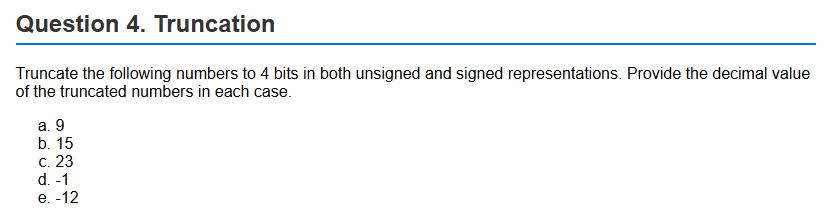 Question 4. Truncation
Truncate the following numbers to 4 bits in both unsigned and signed representations. Provide the decimal value
of the truncated numbers in each case.
a. 9
b. 15
c. 23
d. -1
e. -12